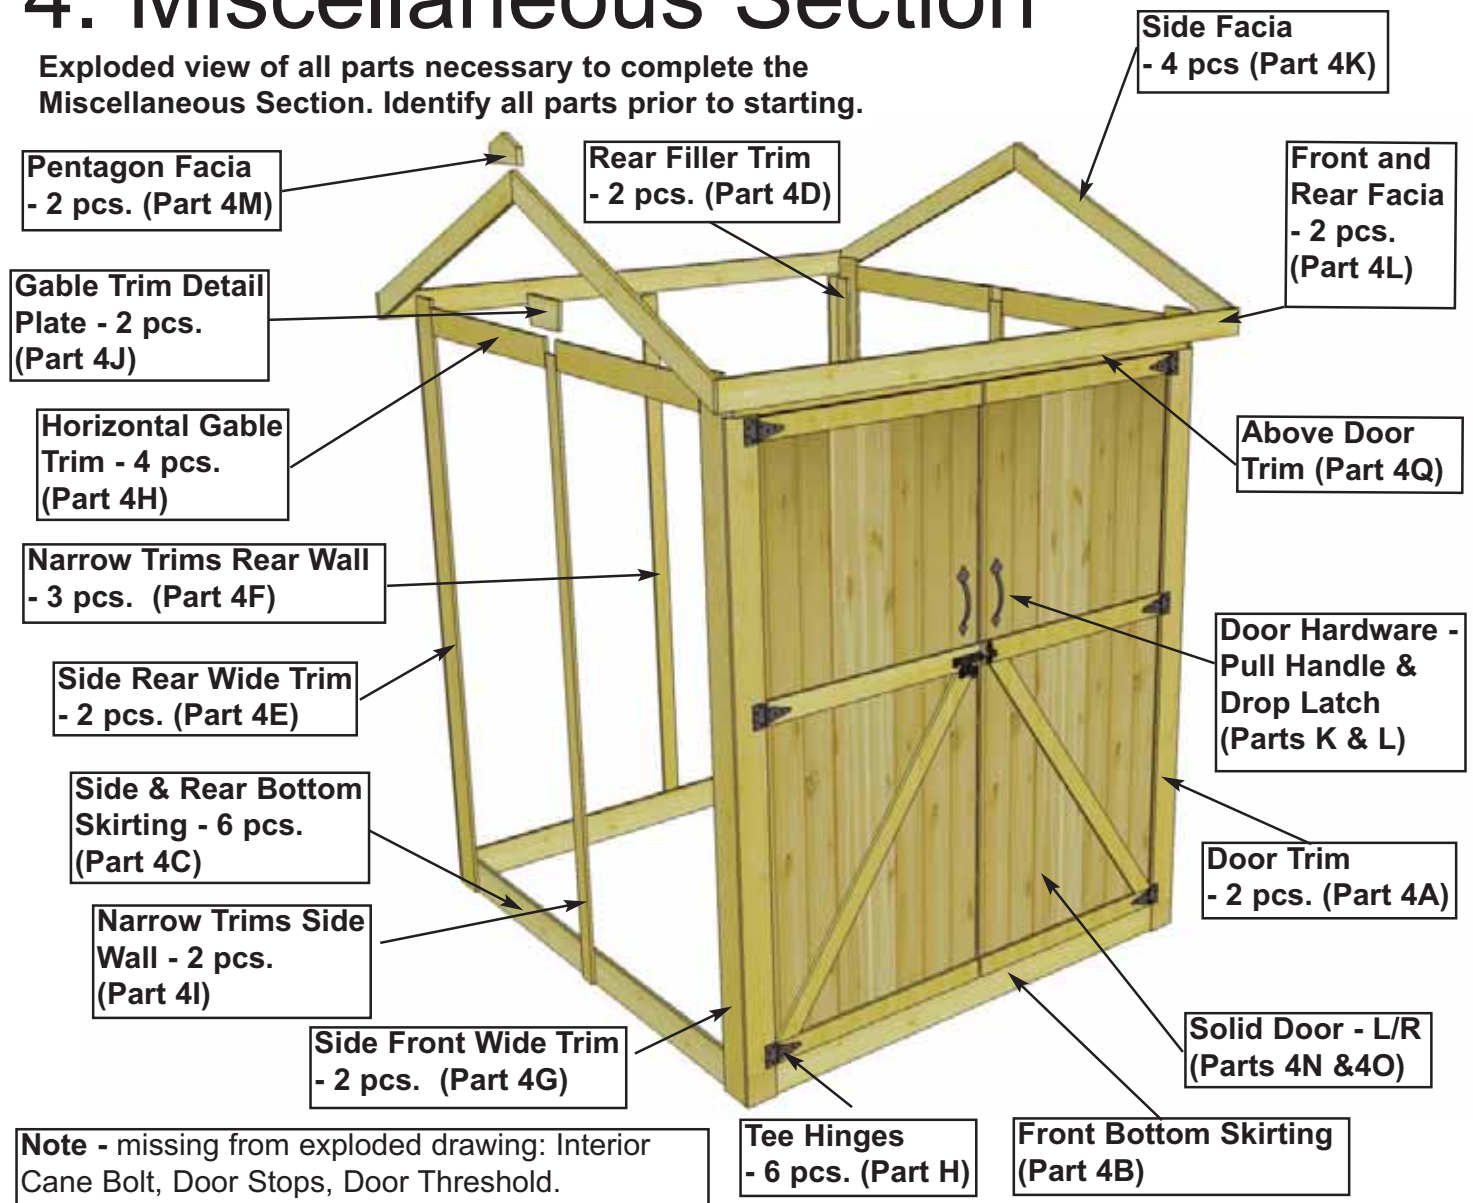 4. Miscellaneous Section
Exploded view of all parts necessary to complete the
Miscellaneous Section. Identify all parts prior to starting.
Side Facia
- 4 pcs (Part 4K)
Pentagon Facia
- 2 pcs. (Part 4M)
Rear Filler Trim
- 2 pcs. (Part 4D)
Front and
Rear Facia
- 2 pcs.
(Part 4L)
Gable Trim Detail
Plate - 2 pcs.
(Part 4J)
Horizontal Gable
Trim - 4 pcs.
(Part 4H)
Above Door
Trim (Part 4Q)
Narrow Trims Rear Wall
- 3 pcs. (Part 4F)
Door Hardware -
Pull Handle &
Drop Latch
(Parts K & L)
Side Rear Wide Trim
- 2 pcs. (Part 4E)
Side & Rear Bottom
Skirting - 6 pcs.
(Part 4C)
Door Trim
- 2 pcs. (Part 4A)
Narrow Trims Side
Wall - 2 pcs.
(Part 4I)
Solid Door - L/R
(Parts 4N &4O)
Side Front Wide Trim
- 2 pcs. (Part 4G)
Tee Hinges
- 6 pcs. (Part H)
Front Bottom Skirting
(Part 4B)
Note - missing from exploded drawing: Interior
Cane Bolt, Door Stops, Door Threshold.